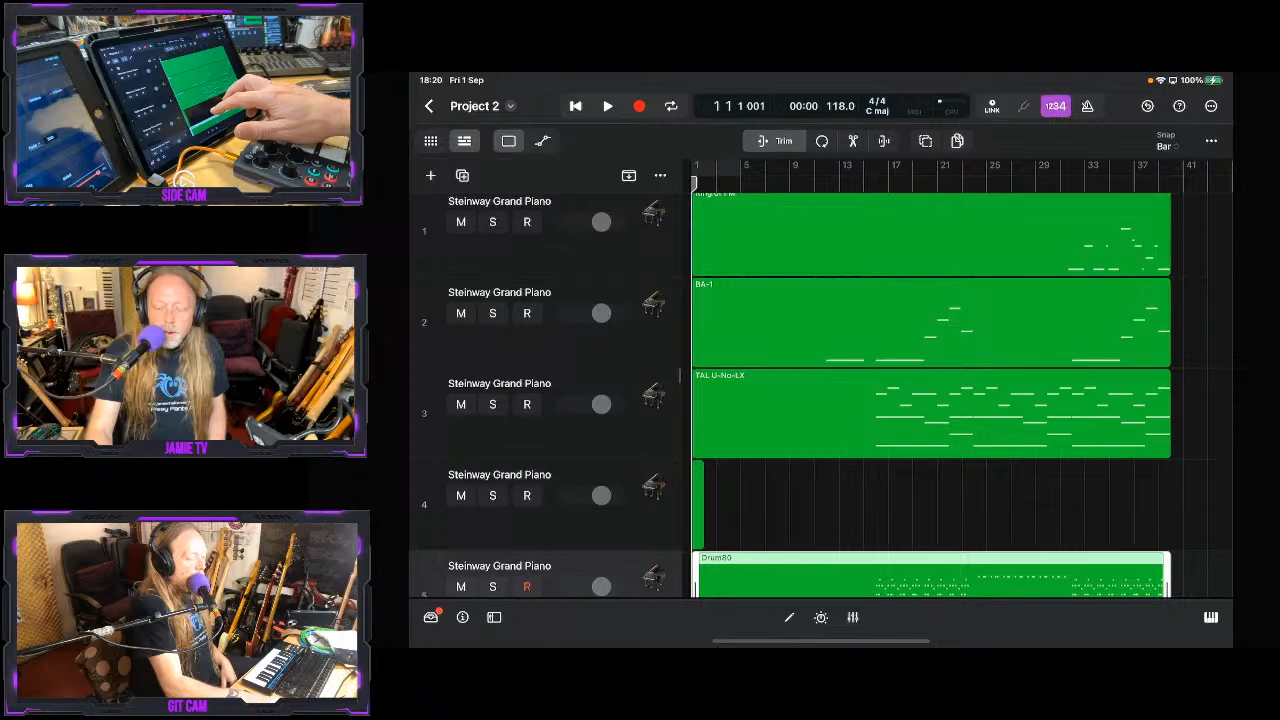 18:20 Fri 1 Sep
100%
Project 2
1 1 1 001
00:00
118.0
4/4
C maj
MIDI
CPU
LINK
1234
Trim
Snap
Bar
1 5 9 13 17 21 25 29 33 37 41
1
Steinway Grand Piano
M S R
2
Steinway Grand Piano
M S R
BA-1
3
Steinway Grand Piano
M S R
TAL U-No-LX
4
Steinway Grand Piano
M S R
Steinway Grand Piano
M S R
Drum80
SIDE CAM
JAMIE TV
GIT CAM